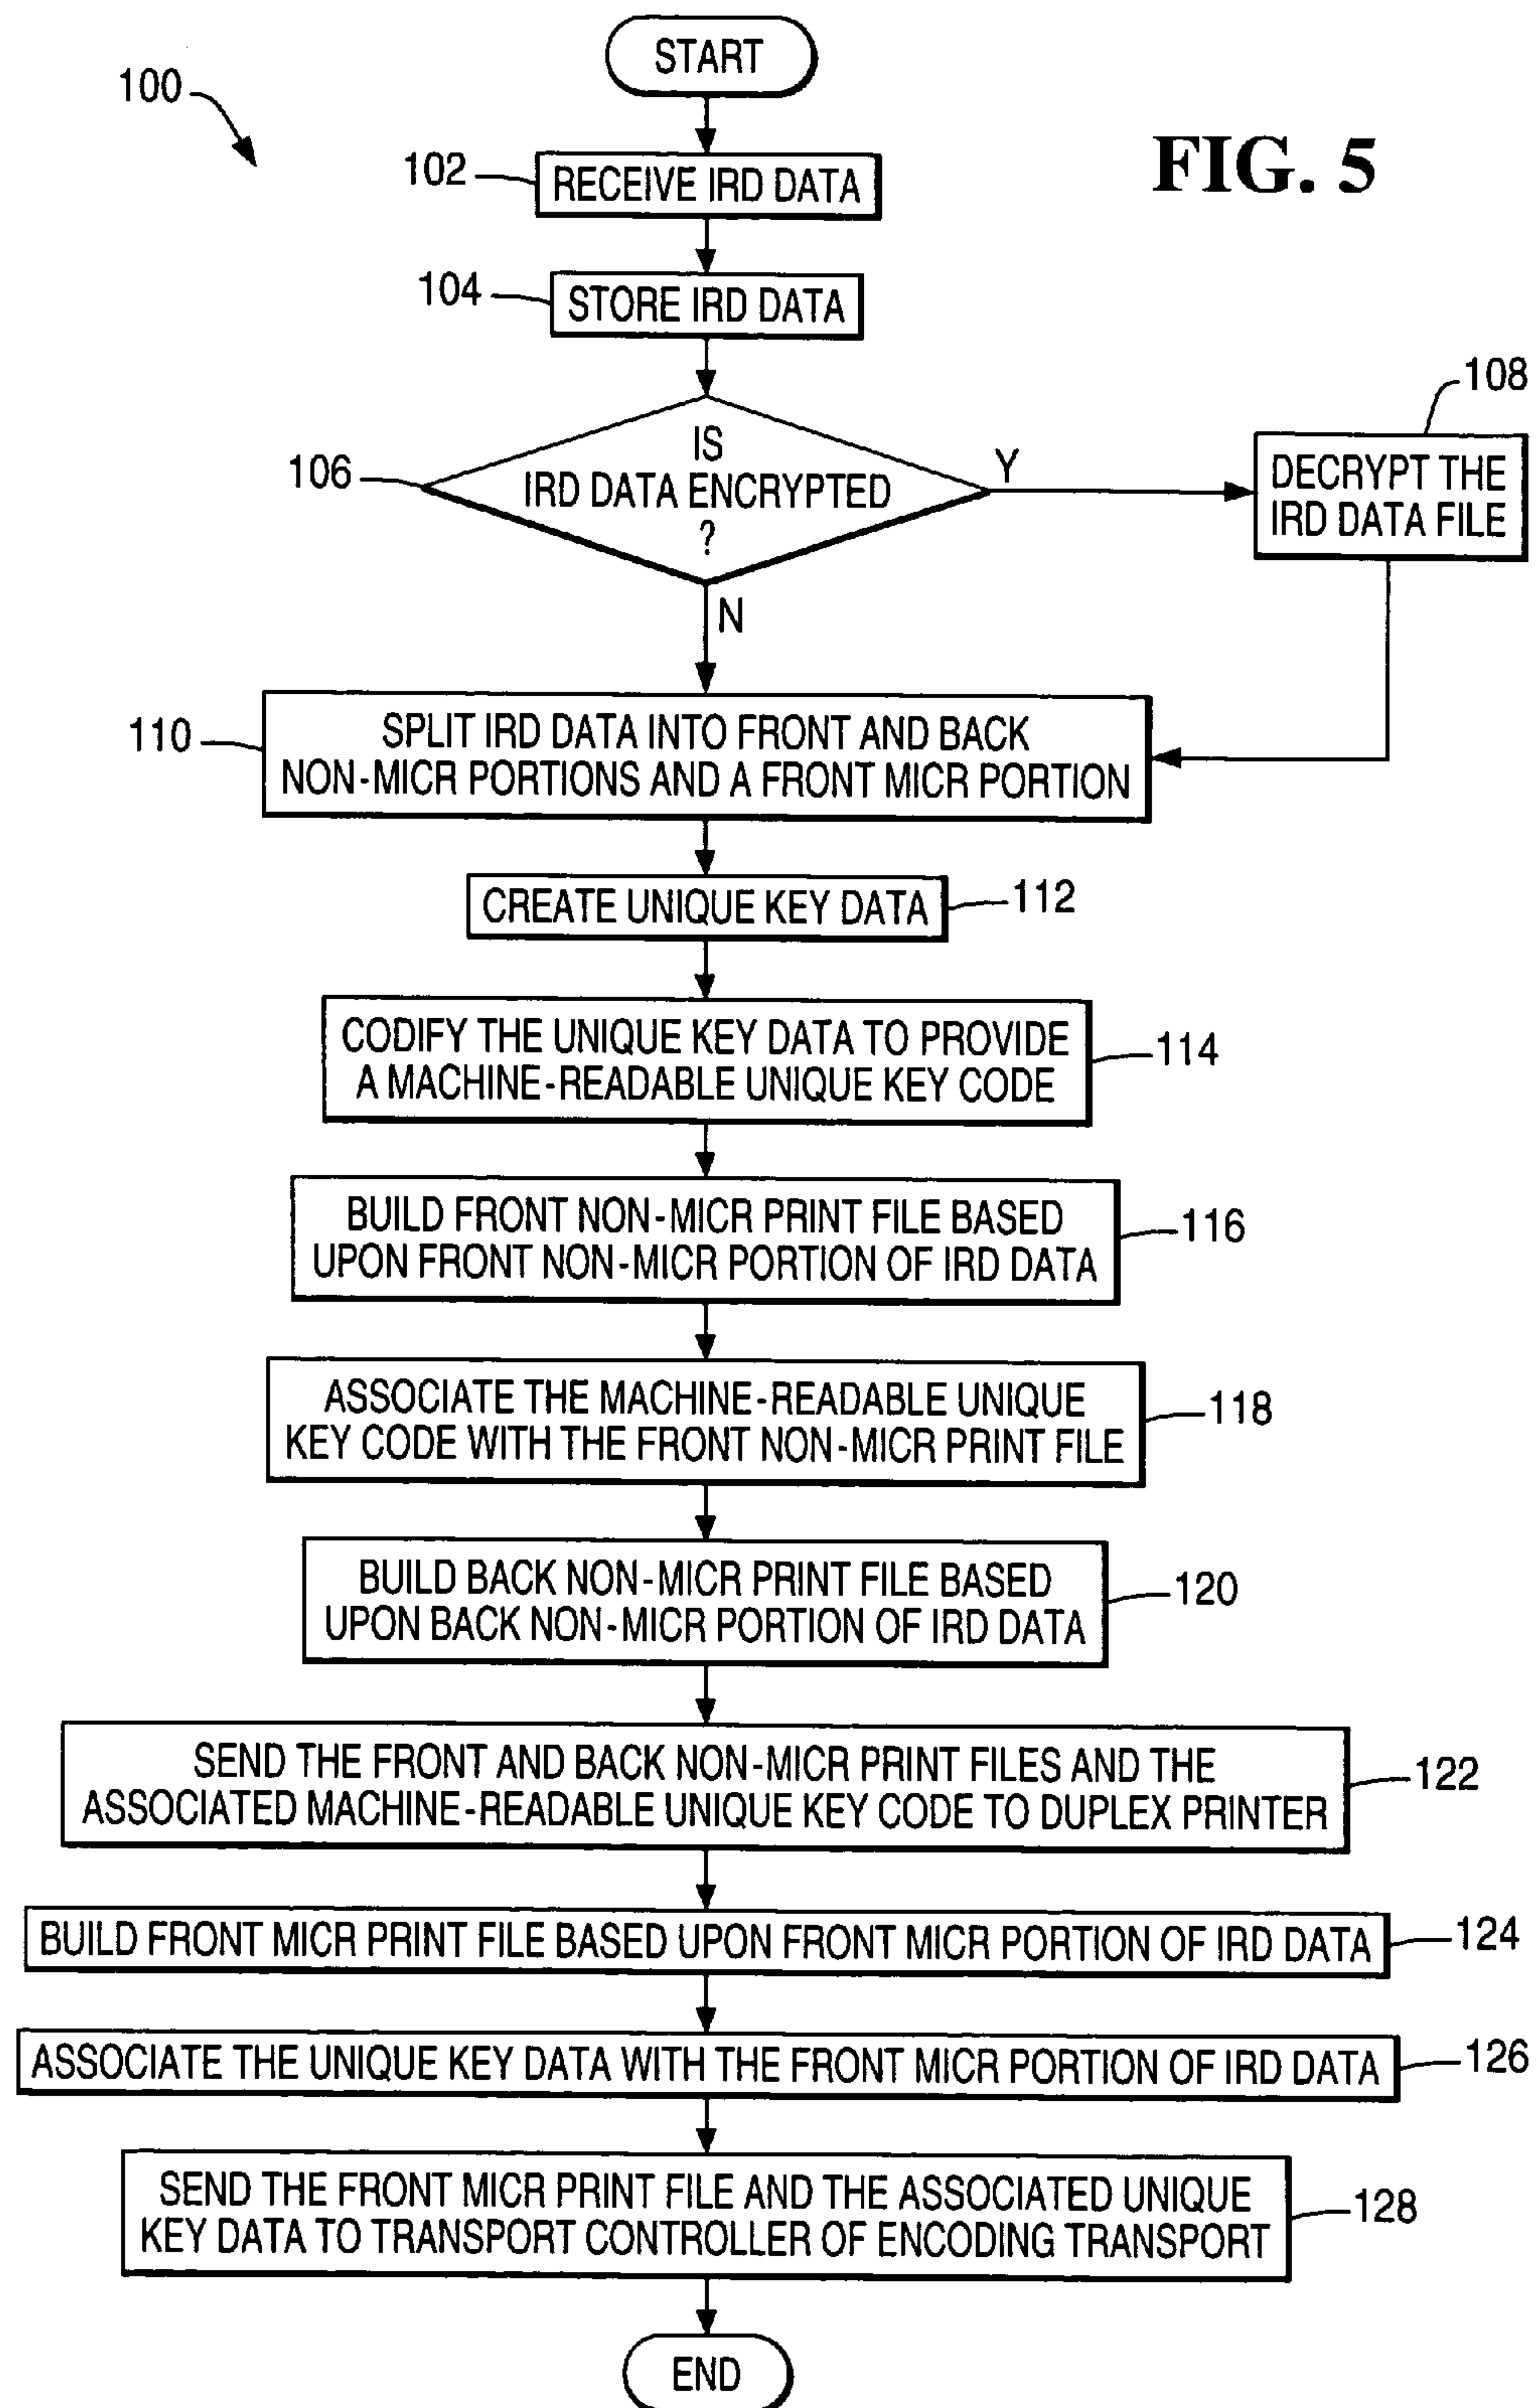 START
100
FIG. 5
102
RECEIVE IRD DATA
104
STORE IRD DATA
108
IS
IRD DATA ENCRYPTED
?
106
Y
DECRYPT THE
IRD DATA FILE
N
110
SPLIT IRD DATA INTO FRONT AND BACK
NON-MICR PORTIONS AND A FRONT MICR PORTION
CREATE UNIQUE KEY DATA
112
CODIFY THE UNIQUE KEY DATA TO PROVIDE
A MACHINE-READABLE UNIQUE KEY CODE
114
BUILD FRONT NON-MICR PRINT FILE BASED
UPON FRONT NON-MICR PORTION OF IRD DATA
116
ASSOCIATE THE MACHINE-READABLE UNIQUE
KEY CODE WITH THE FRONT NON-MICR PRINT FILE
118
BUILD BACK NON-MICR PRINT FILE BASED
UPON BACK NON-MICR PORTION OF IRD DATA
120
SEND THE FRONT AND BACK NON-MICR PRINT FILES AND THE
ASSOCIATED MACHINE-READABLE UNIQUE KEY CODE TO DUPLEX PRINTER
122
BUILD FRONT MICR PRINT FILE BASED UPON FRONT MICR PORTION OF IRD DATA
124
ASSOCIATE THE UNIQUE KEY DATA WITH THE FRONT MICR PORTION OF IRD DATA
126
SEND THE FRONT MICR PRINT FILE AND THE ASSOCIATED UNIQUE
KEY DATA TO TRANSPORT CONTROLLER OF ENCODING TRANSPORT
128
END